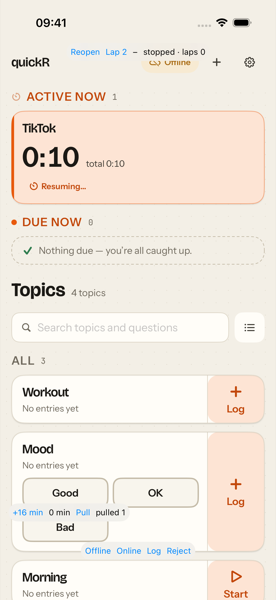 09:41
Reopen Lap 2 – stopped · laps 0
quickR
Offline
ACTIVE NOW 1
TikTok
0:10 total 0:10
Resuming...
DUE NOW 0
Nothing due — you're all caught up.
Topics 4 topics
Search topics and questions
ALL 3
Workout
No entries yet
Log
Mood
No entries yet
Good OK
Log
+16 min 0 min Pull pulled 1
Bad
Offline Online Log Reject
Morning
No entries yet
Start